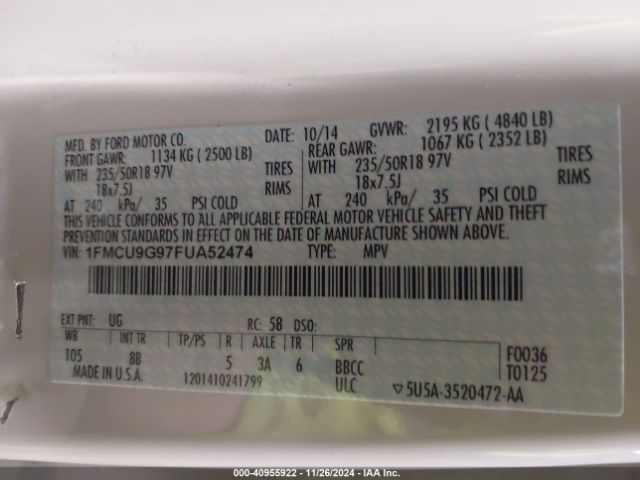 MFD. BY FORD MOTOR CO. DATE: 10/14 GVWR: 2195 KG ( 4840 LB)
FRONT GAWR: 1134 KG ( 2500 LB) REAR GAWR: 1067 KG ( 2352 LB)
WITH 235/50R18 97V TIRES WITH 235/50R18 97V TIRES
18x7.5J RIMS 18x7.5J RIMS
AT 240 kPa/ 35 PSI COLD AT 240 kPa/ 35 PSI COLD
THIS VEHICLE CONFORMS TO ALL APPLICABLE FEDERAL MOTOR VEHICLE SAFETY AND THEFT
PREVENTION STANDARDS IN EFFECT ON THE DATE OF MANUFACTURE SHOWN ABOVE.
VIN: 1FMCU9G97FUA52474 TYPE: MPV
EXT PNT: UG RC: 58 DSO:
WB INT TR TP/PS R AXLE TR SPR F0036
105 8B 5 3A 6 BBCC T0125
MADE IN U.S.A. 1201410241799 ULC 5U5A-3520472-AA
000-40955922 - 11/26/2024 - IAA Inc.